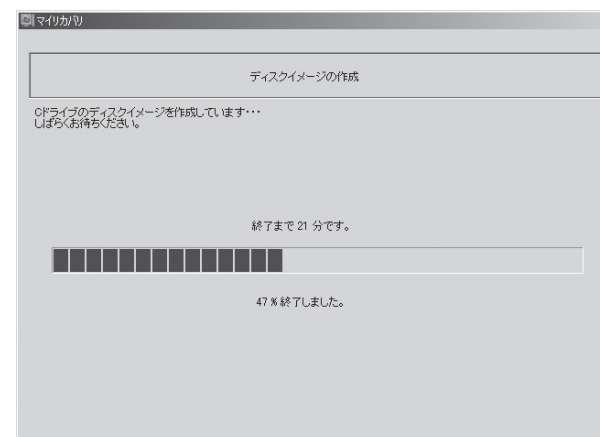 マイリカバリ
ディスクイメージの作成
Cドライブのディスクイメージを作成しています・・・
しばらくお待ちください。
終了まで 21 分です。
47 % 終了しました。